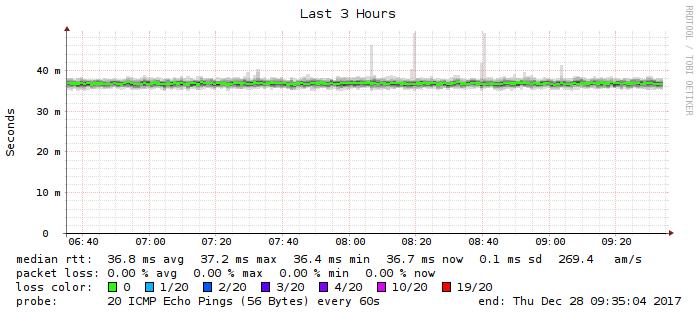 Last 3 Hours
RRDTOOL / TOBI OETIKER
Seconds
40 m
30 m
20 m
10 m
0
06:40 07:00 07:20 07:40 08:00 08:20 08:40 09:00 09:20
median rtt: 36.8 ms avg 37.2 ms max 36.4 ms min 36.7 ms now 0.1 ms sd 269.4 am/s
packet loss: 0.00 % avg 0.00 % max 0.00 % min 0.00 % now
loss color: 0 1/20 2/20 3/20 4/20 10/20 19/20
probe: 20 ICMP Echo Pings (56 Bytes) every 60s end: Thu Dec 28 09:35:04 2017